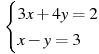 3x + 4y = 2
x - y = 3